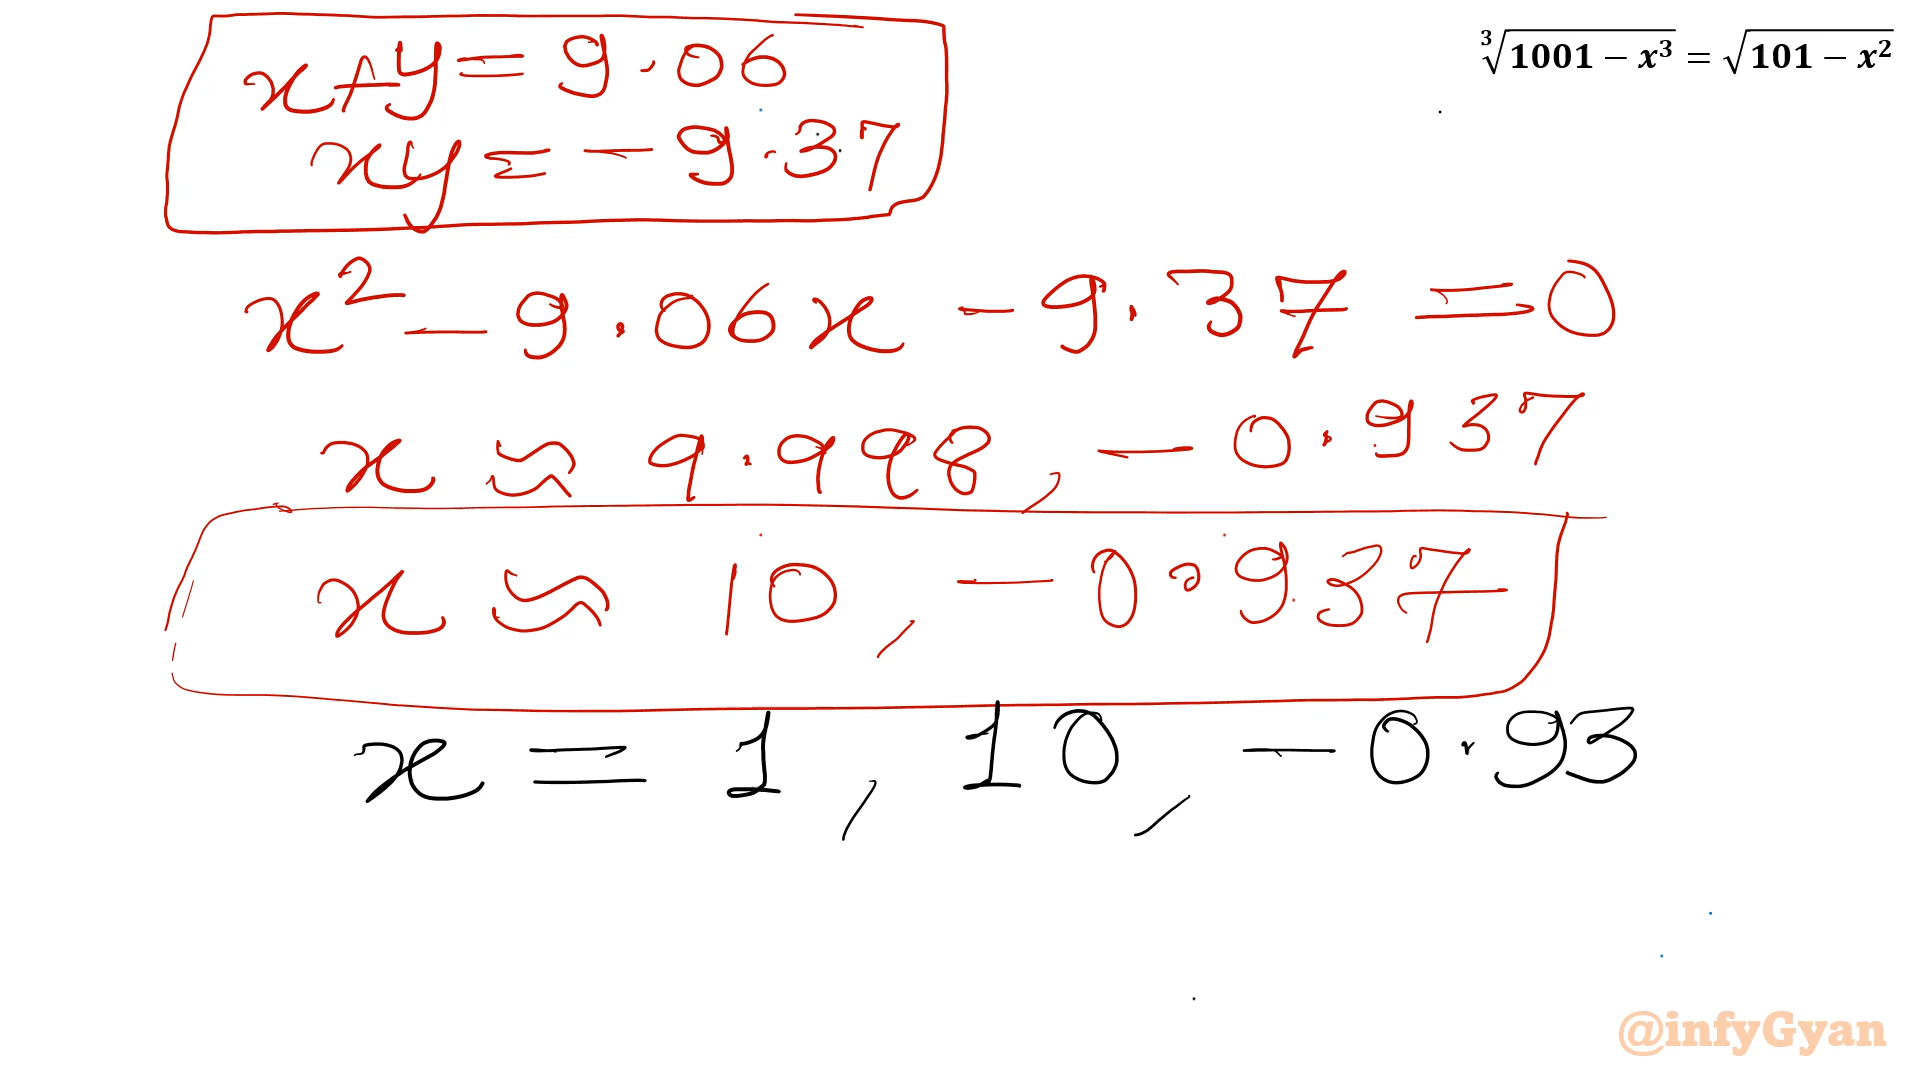 ∛(1001 − x³) = √(101 − x²)
x + y = 9.06
xy = − 9.37
x² − 9.06x − 9.37 = 0
x ≈ 9.998, − 0.937
x ≈ 10, − 0.937
x = 1, 10, − 0.93
@infyGyan